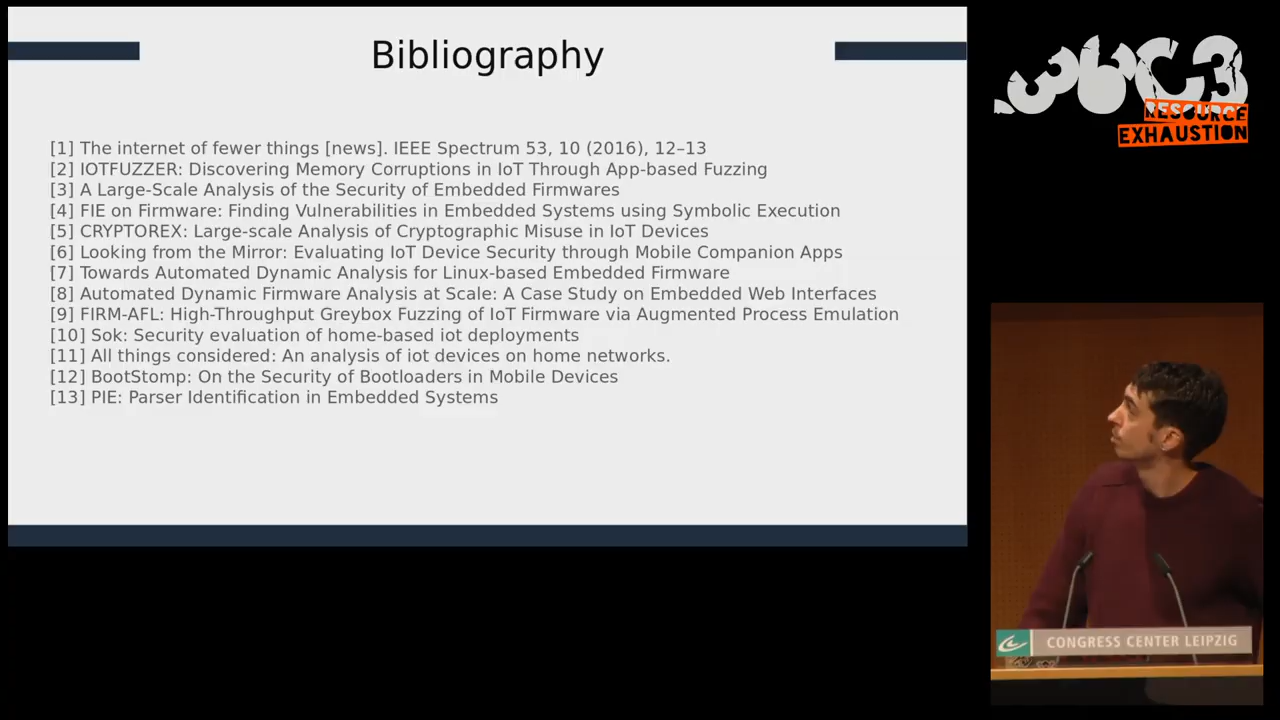 Bibliography
[1] The internet of fewer things [news]. IEEE Spectrum 53, 10 (2016), 12–13
[2] IOTFUZZER: Discovering Memory Corruptions in IoT Through App-based Fuzzing
[3] A Large-Scale Analysis of the Security of Embedded Firmwares
[4] FIE on Firmware: Finding Vulnerabilities in Embedded Systems using Symbolic Execution
[5] CRYPTOREX: Large-scale Analysis of Cryptographic Misuse in IoT Devices
[6] Looking from the Mirror: Evaluating IoT Device Security through Mobile Companion Apps
[7] Towards Automated Dynamic Analysis for Linux-based Embedded Firmware
[8] Automated Dynamic Firmware Analysis at Scale: A Case Study on Embedded Web Interfaces
[9] FIRM-AFL: High-Throughput Greybox Fuzzing of IoT Firmware via Augmented Process Emulation
[10] Sok: Security evaluation of home-based iot deployments
[11] All things considered: An analysis of iot devices on home networks.
[12] BootStomp: On the Security of Bootloaders in Mobile Devices
[13] PIE: Parser Identification in Embedded Systems
36C3
RESOURCE
EXHAUSTION
CONGRESS CENTER LEIPZIG